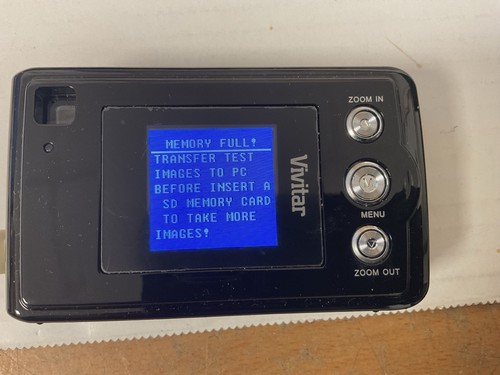 MEMORY FULL!
TRANSFER TEST
IMAGES TO PC
BEFORE INSERT A
SD MEMORY CARD
TO TAKE MORE
IMAGES!
Vivitar
ZOOM IN
MENU
ZOOM OUT